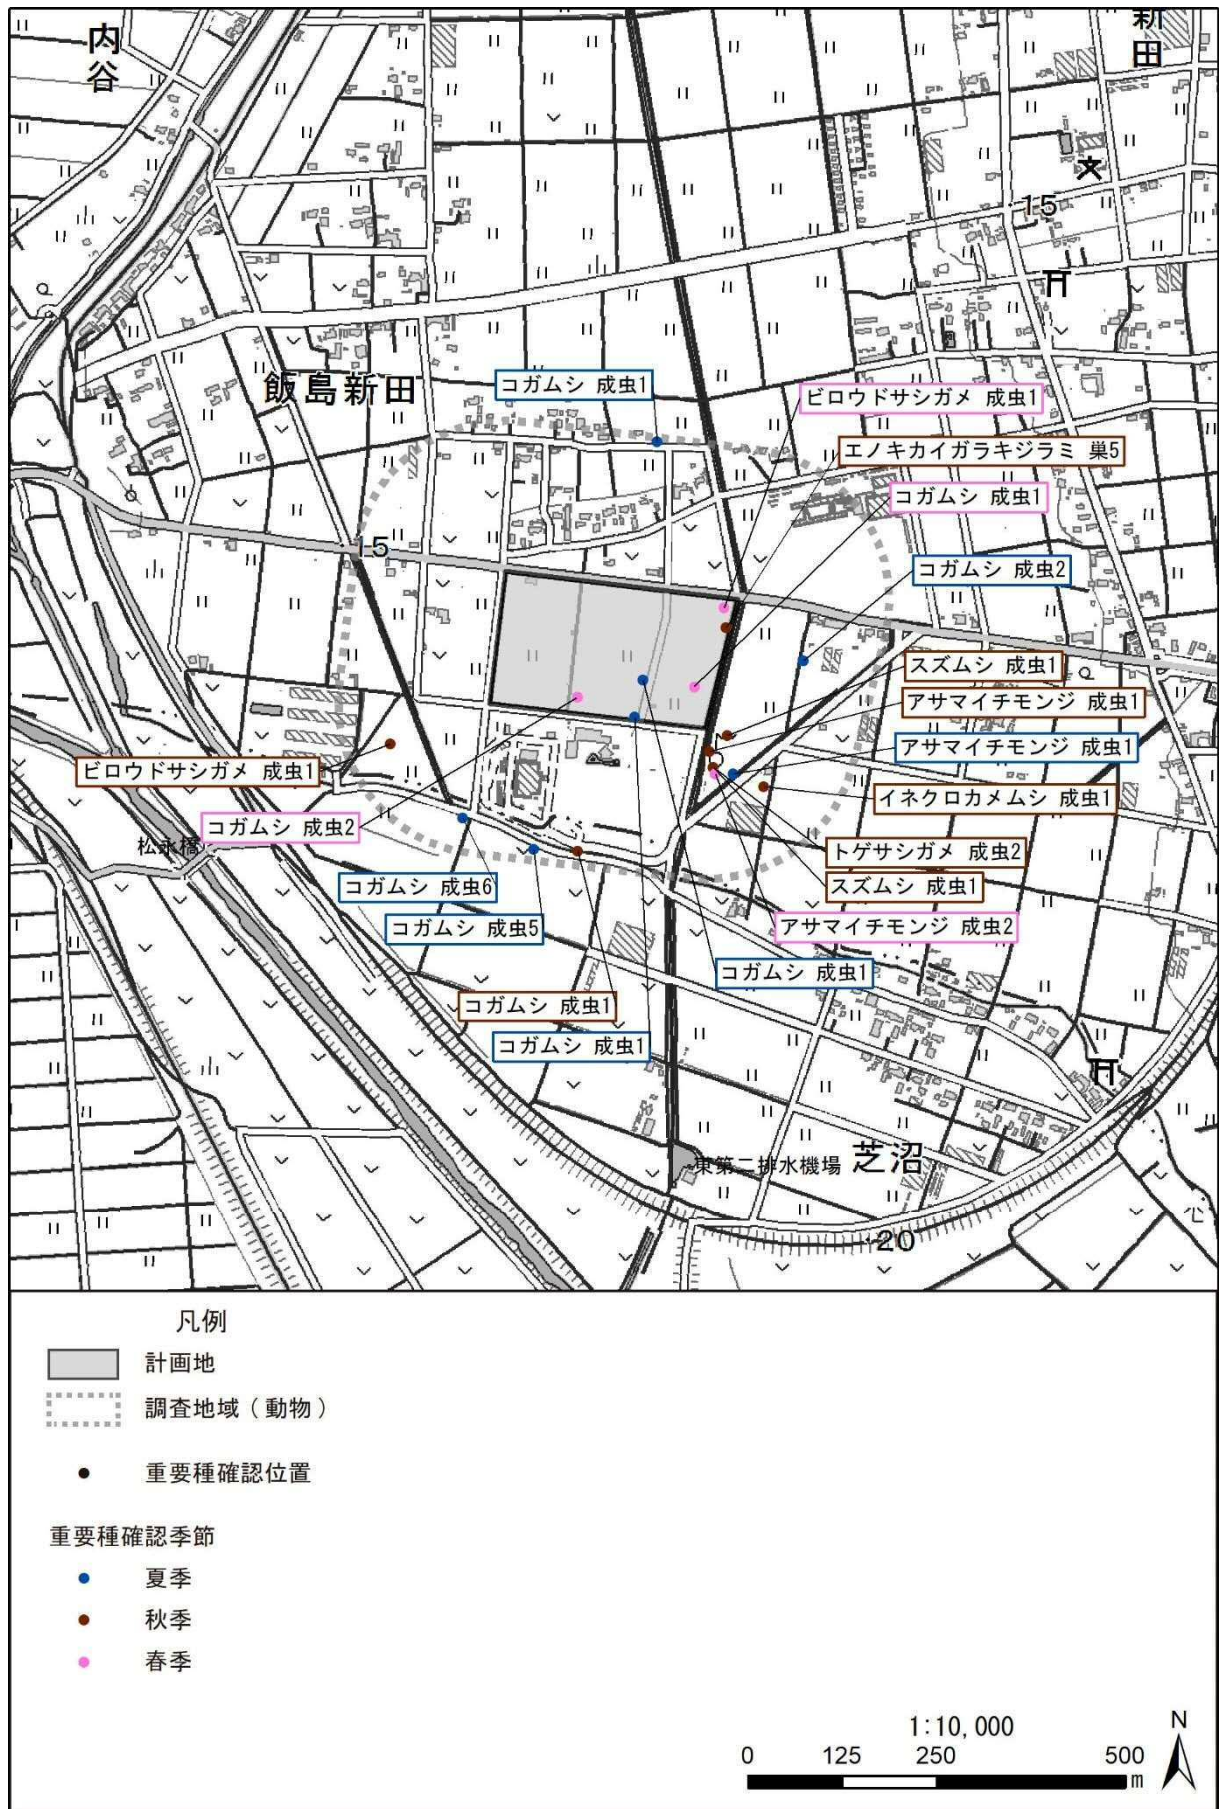 内谷
新田
15
飯島新田
コガムシ 成虫1
ビロウドサシガメ 成虫1
エノキカイガラキジラミ 巣5
コガムシ 成虫1
15
コガムシ 成虫2
スズムシ 成虫1
アサマイチモンジ 成虫1
アサマイチモンジ 成虫1
ビロウドサシガメ 成虫1
イネクロカメムシ 成虫1
コガムシ 成虫2
松永橋
トゲサシガメ 成虫2
コガムシ 成虫6
スズムシ 成虫1
コガムシ 成虫5
アサマイチモンジ 成虫2
コガムシ 成虫1
コガムシ 成虫1
コガムシ 成虫1
東第二排水機場
芝沼
20
凡例
計画地
調査地域(動物)
重要種確認位置
重要種確認季節
夏季
秋季
春季
1:10,000
N
0 125 250 500
m